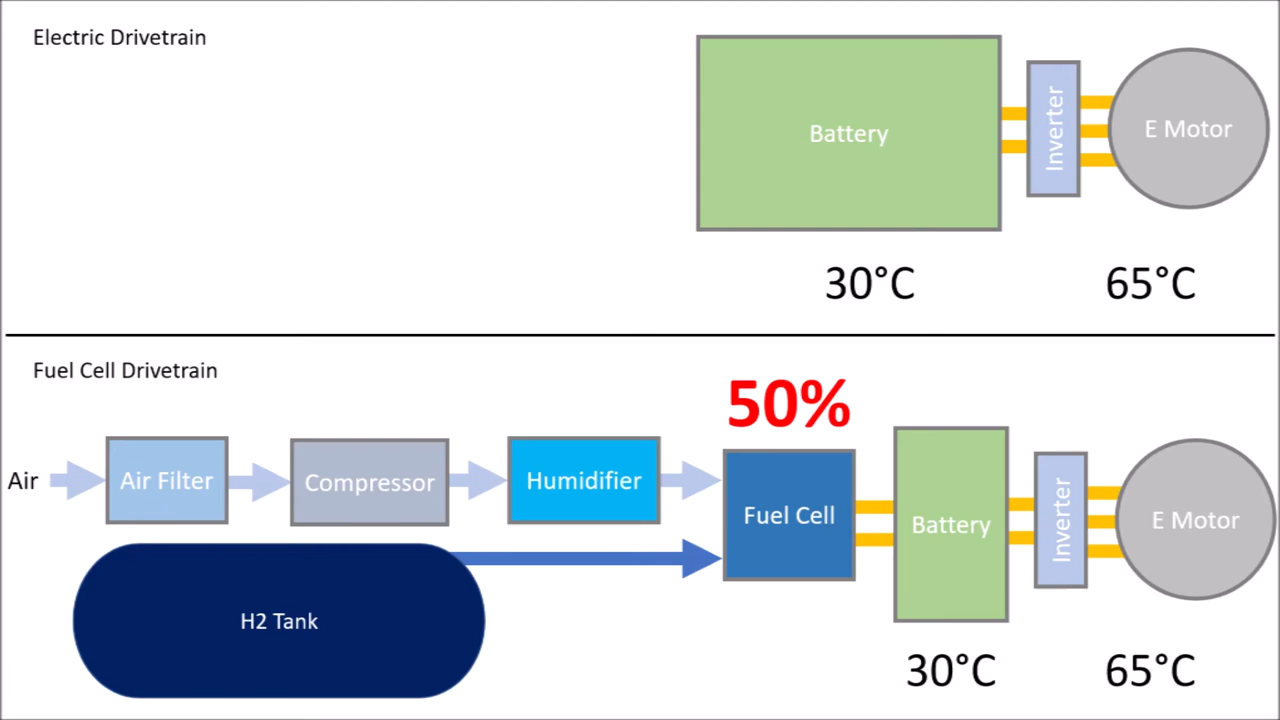 Electric Drivetrain
Battery
Inverter
E Motor
30°C
65°C
Fuel Cell Drivetrain
50%
Air
Air Filter
Compressor
Humidifier
Fuel Cell
Battery
Inverter
E Motor
H2 Tank
30°C
65°C